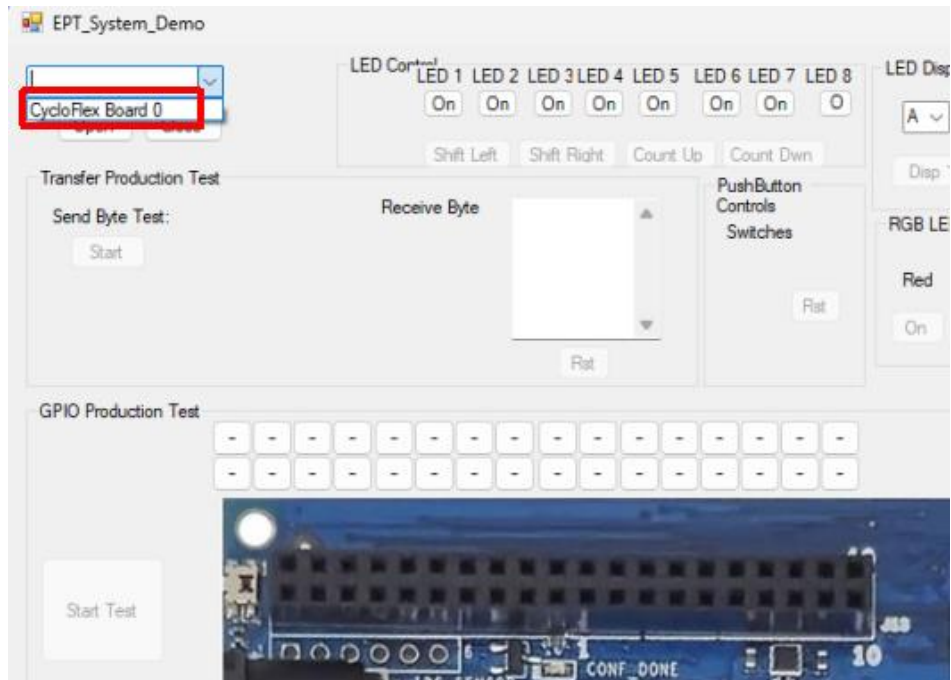 EPT_System_Demo
CycloFlex Board 0
LED Control
LED 1 LED 2 LED 3 LED 4 LED 5 LED 6 LED 7 LED 8
On On On On On On On O
Shift Left Shift Right Count Up Count Dwn
LED Disp
A
Disp
Transfer Production Test
Send Byte Test:
Start
Receive Byte
Rst
PushButton
Controls
Switches
Rst
RGB LE
Red
On
GPIO Production Test
- - - - - - - - - - - - - - - -
- - - - - - - - - - - - - - - -
Start Test
6
1
CONF_DONE
10